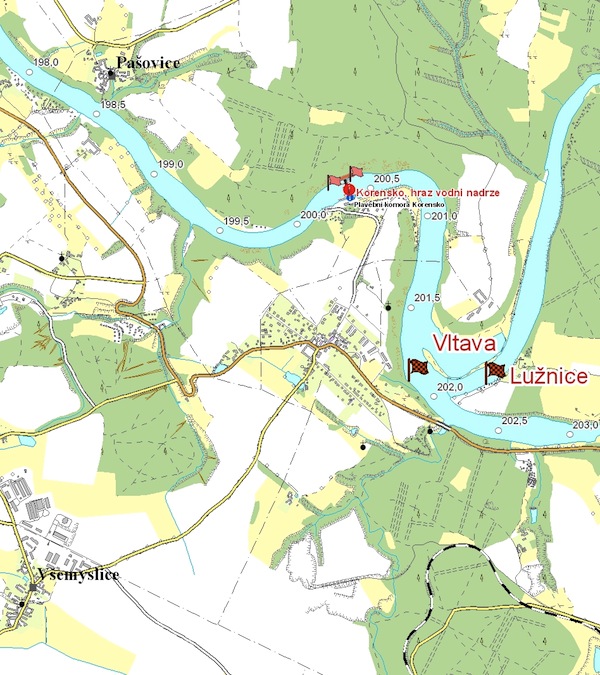 198,0
Pašovice
198,5
199,0
200,5
Korensko, hraz vodni nadrze
Plavební komora Kořensko
199,5
200,0
201,0
201,5
Vltava
Lužnice
202,0
202,5
203,0
Všemyslice